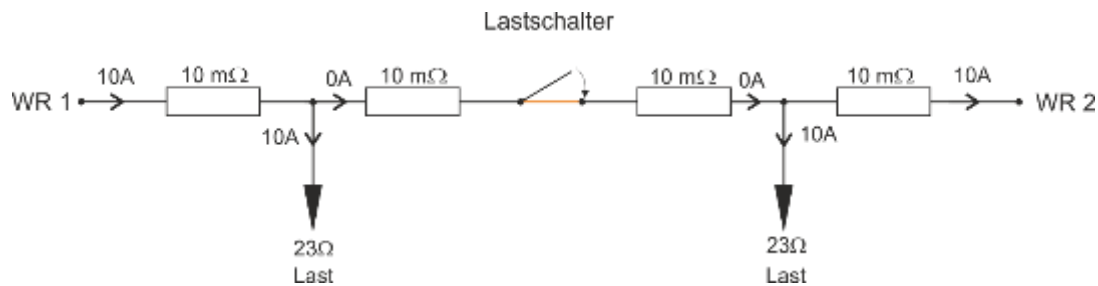 Lastschalter
10A 10 mΩ 0A 10 mΩ 10 mΩ 0A 10 mΩ 10A
WR 1 WR 2
10A 10A
23Ω 23Ω
Last Last